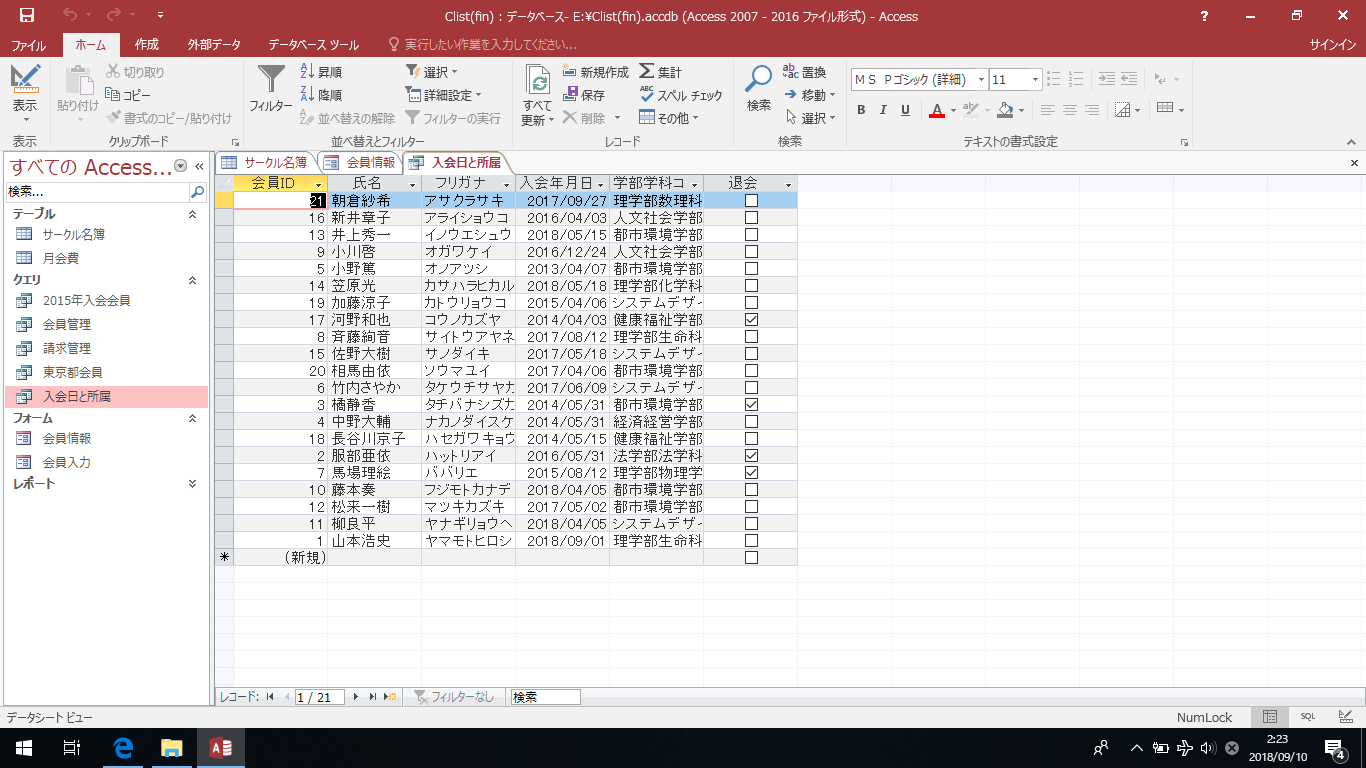 Clist(fin) : データベース- E:¥Clist(fin).accdb (Access 2007 - 2016 ファイル形式) - Access
?
ファイル ホーム 作成 外部データ データベース ツール 実行したい作業を入力してください... サインイン
表示
表示
貼り付け
切り取り
コピー
書式のコピー/貼り付け
クリップボード
フィルター
昇順
降順
並べ替えの解除
選択
詳細設定
フィルターの実行
並べ替えとフィルター
すべて
更新
新規作成
保存
削除
集計
スペル チェック
その他
レコード
検索
置換
移動
選択
検索
MS Pゴシック (詳細) 11
B I U A
テキストの書式設定
すべての Access... «
検索...
テーブル
サークル名簿
月会費
クエリ
2015年入会会員
会員管理
請求管理
東京都会員
入会日と所属
フォーム
会員情報
会員入力
レポート
サークル名簿 会員情報 入会日と所属
会員ID 氏名 フリガナ 入会年月日 学部学科コ 退会
21 朝倉紗希 アサクラサキ 2017/09/27 理学部数理科
16 新井章子 アライショウコ 2016/04/03 人文社会学部
13 井上秀一 イノウエシュウ 2018/05/15 都市環境学部
9 小川啓 オガワケイ 2016/12/24 人文社会学部
5 小野篤 オノアツシ 2013/04/07 都市環境学部
14 笠原光 カサハラヒカル 2018/05/18 理学部化学科
19 加藤涼子 カトウリョウコ 2015/04/06 システムデザイ
17 河野和也 コウノカズヤ 2014/04/03 健康福祉学部
8 斉藤絢音 サイトウアヤネ 2017/08/12 理学部生命科
15 佐野大樹 サノダイキ 2017/05/18 システムデザイ
20 相馬由依 ソウマユイ 2017/04/06 都市環境学部
6 竹内さやか タケウチサヤカ 2017/06/09 システムデザイ
3 橘静香 タチバナシズカ 2014/05/31 都市環境学部
4 中野大輔 ナカノダイスケ 2014/05/31 経済経営学部
18 長谷川京子 ハセガワキョウ 2014/05/15 健康福祉学部
2 服部亜依 ハットリアイ 2016/05/31 法学部法学科
7 馬場理絵 ババリエ 2015/08/12 理学部物理学
10 藤本奏 フジモトカナデ 2018/04/05 都市環境学部
12 松来一樹 マツキカズキ 2017/05/02 都市環境学部
11 柳良平 ヤナギリョウヘ 2018/04/05 システムデザイ
1 山本浩史 ヤマモトヒロシ 2018/09/01 理学部生命科
* (新規)
レコード: 1 / 21 フィルターなし 検索
データシート ビュー NumLock SQL
2:23
2018/09/10
4